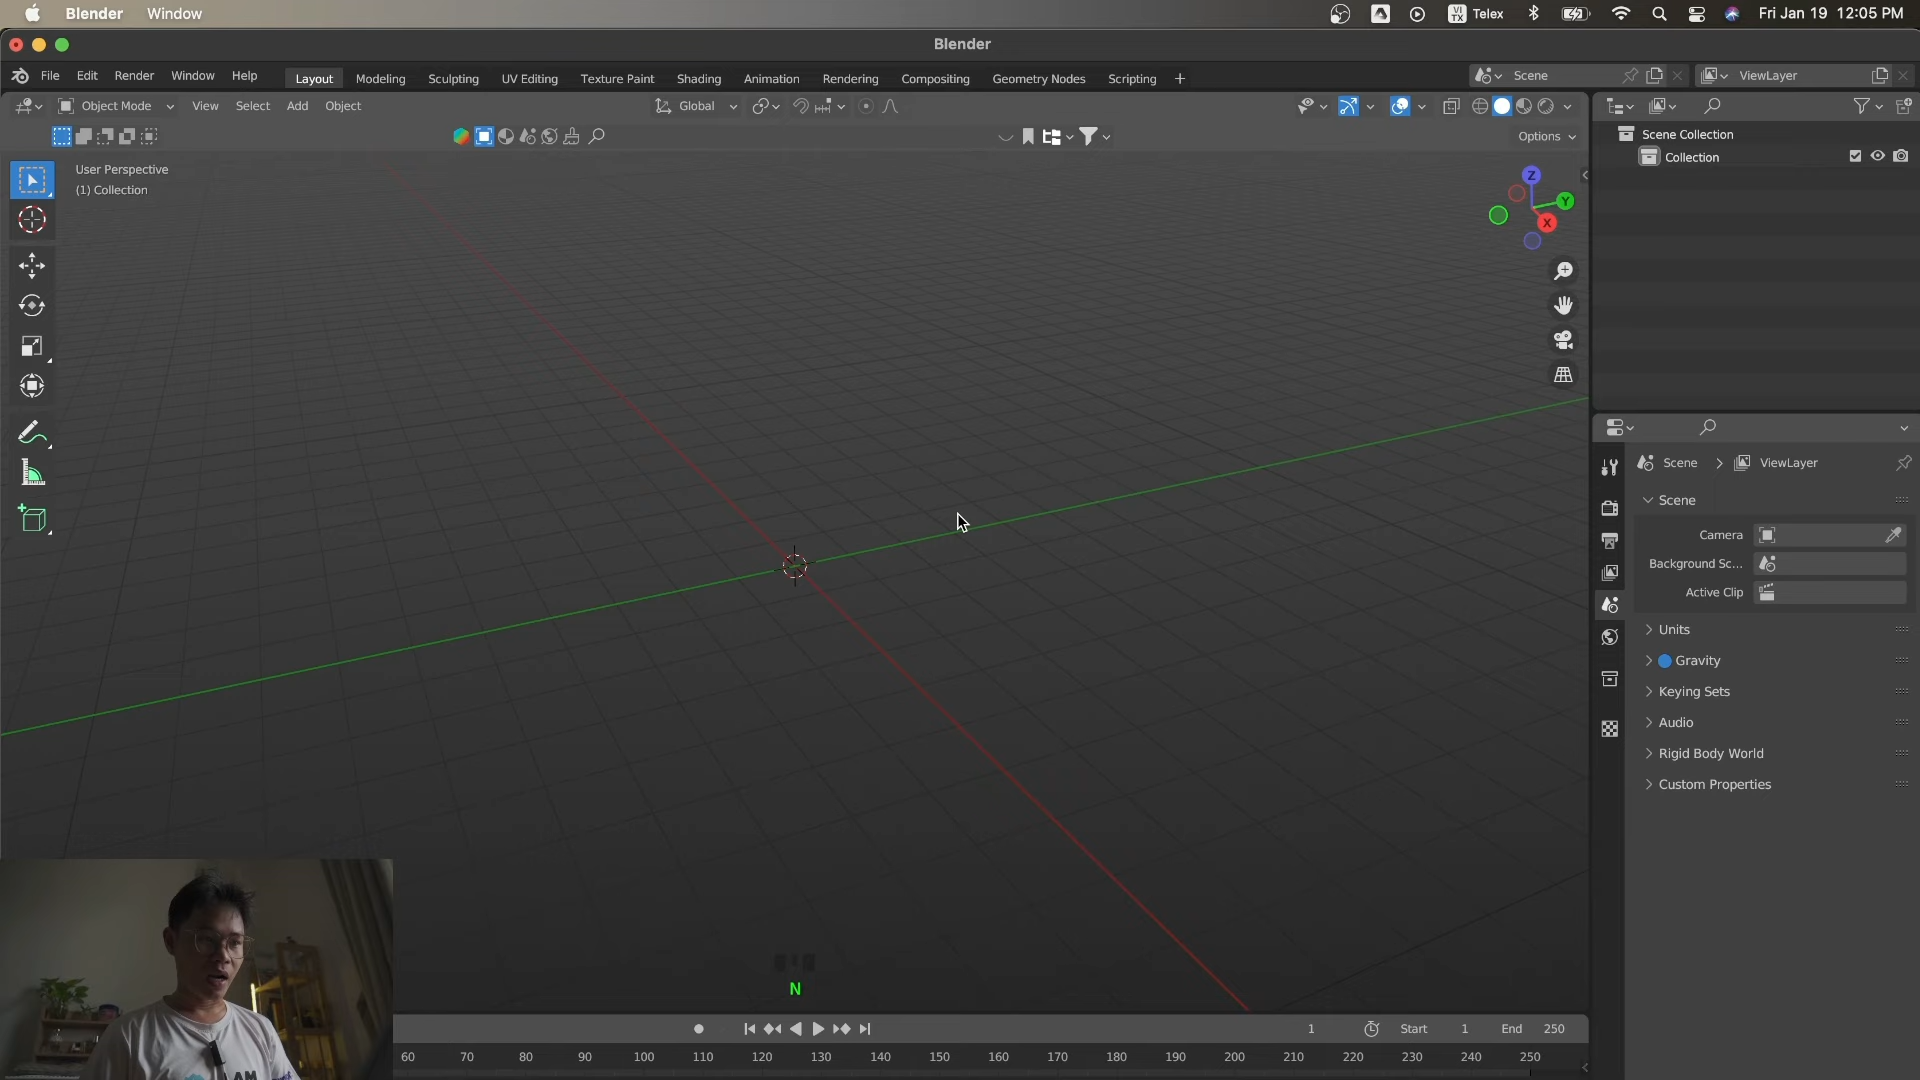 Blender Window
Telex Fri Jan 19 12:05 PM
VI
TX
Blender
File Edit Render Window Help Layout Modeling Sculpting UV Editing Texture Paint Shading Animation Rendering Compositing Geometry Nodes Scripting + Scene ViewLayer
Object Mode View Select Add Object Global
Options
User Perspective
(1) Collection
Z
Y
X
Scene Collection
Collection
Scene > ViewLayer
Scene
Camera
Background Sc...
Active Clip
Units
Gravity
Keying Sets
Audio
Rigid Body World
Custom Properties
N
I AM
1 Start 1 End 250
60 70 80 90 100 110 120 130 140 150 160 170 180 190 200 210 220 230 240 250